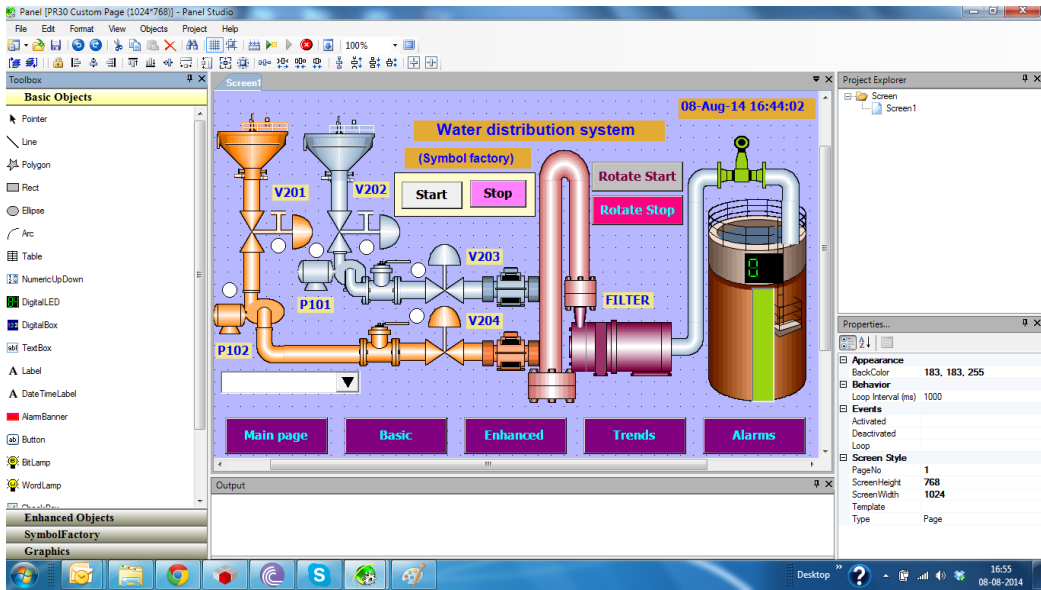 Panel [PR30 Custom Page (1024*768)] - Panel Studio
File Edit Format View Objects Project Help
100%
Toolbox
Basic Objects
Pointer
Line
Polygon
Rect
Ellipse
Arc
Table
NumericUpDown
DigitalLED
DigitalBox
TextBox
Label
DateTimeLabel
AlarmBanner
Button
BitLamp
WordLamp
CheckBox
Enhanced Objects
SymbolFactory
Graphics
Screen1
08-Aug-14 16:44:02
Water distribution system
(Symbol factory)
Start Stop
Rotate Start
Rotate Stop
V201
V202
V203
P101
FILTER
V204
P102
0
Main page Basic Enhanced Trends Alarms
Output
Project Explorer
Screen
Screen1
Properties...
Appearance
BackColor 183, 183, 255
Behavior
Loop Interval (ms) 1000
Events
Activated
Deactivated
Loop
Screen Style
PageNo 1
ScreenHeight 768
ScreenWidth 1024
Template
Type Page
Desktop
16:55
08-08-2014